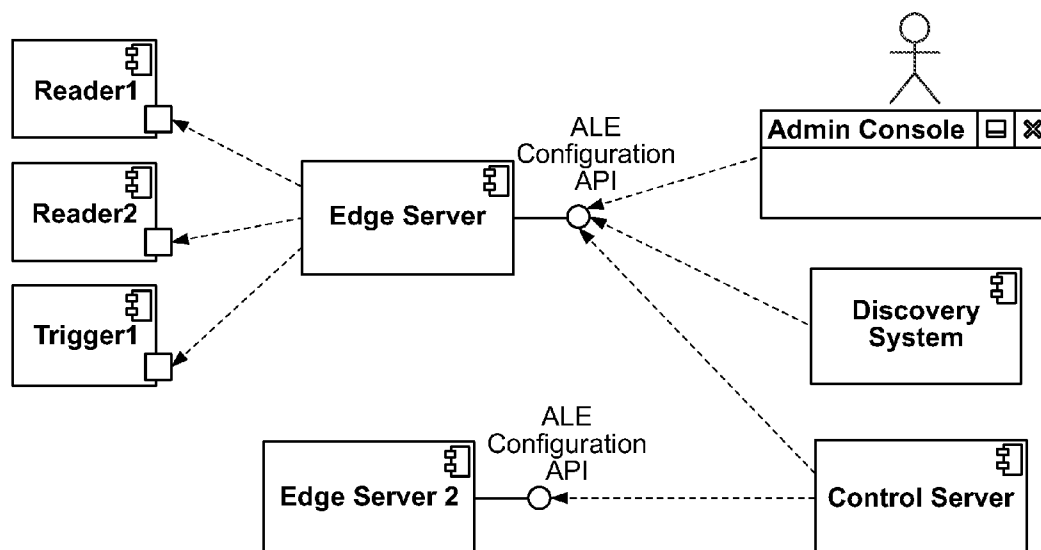 Reader1
Reader2
Trigger1
Edge Server
ALE
Configuration
API
Admin Console
Discovery
System
ALE
Configuration
API
Edge Server 2
Control Server